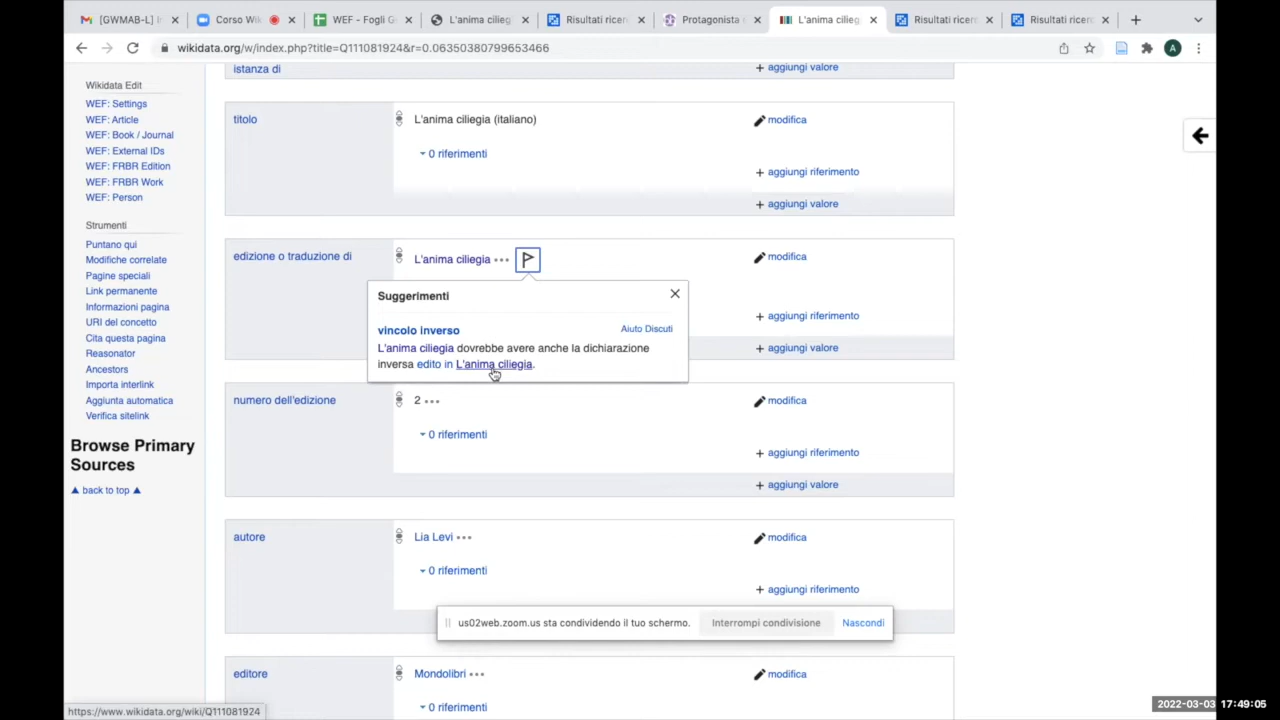 [GWMAB-L] In
Corso Wik
WEF - Fogli G
L'anima cilieg
Risultati ricer
Protagonista
L'anima cilieg
Risultati ricer
Risultati ricer
wikidata.org/w/index.php?title=Q111081924&r=0.06350380799653466
A
Wikidata Edit
WEF: Settings
WEF: Article
WEF: Book / Journal
WEF: External IDs
WEF: FRBR Edition
WEF: FRBR Work
WEF: Person
Strumenti
Puntano qui
Modifiche correlate
Pagine speciali
Link permanente
Informazioni pagina
URI del concetto
Cita questa pagina
Reasonator
Ancestors
Importa interlink
Aggiunta automatica
Verifica sitelink
Browse Primary
Sources
▲ back to top ▲
istanza di
+ aggiungi valore
titolo
L'anima ciliegia (italiano)
modifica
0 riferimenti
+ aggiungi riferimento
+ aggiungi valore
edizione o traduzione di
L'anima ciliegia
modifica
+ aggiungi riferimento
+ aggiungi valore
Suggerimenti
vincolo inverso
Aiuto Discuti
L'anima ciliegia dovrebbe avere anche la dichiarazione
inversa edito in L'anima ciliegia.
numero dell'edizione
2
modifica
0 riferimenti
+ aggiungi riferimento
+ aggiungi valore
autore
Lia Levi
modifica
0 riferimenti
+ aggiungi riferimento
us02web.zoom.us sta condividendo il tuo schermo.
Interrompi condivisione
Nascondi
editore
Mondolibri
modifica
0 riferimenti
https://www.wikidata.org/wiki/Q111081924
2022-03-03 17:49:05